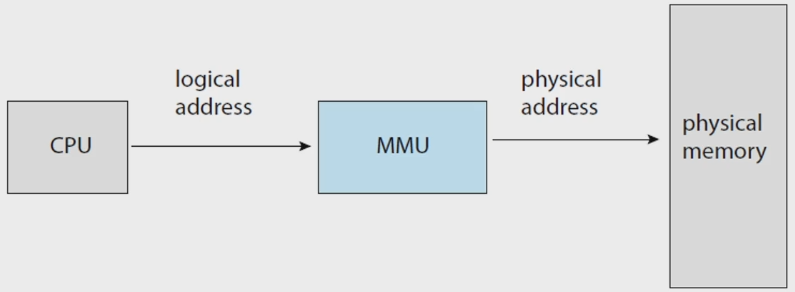 logical
address
physical
address
CPU
MMU
physical
memory